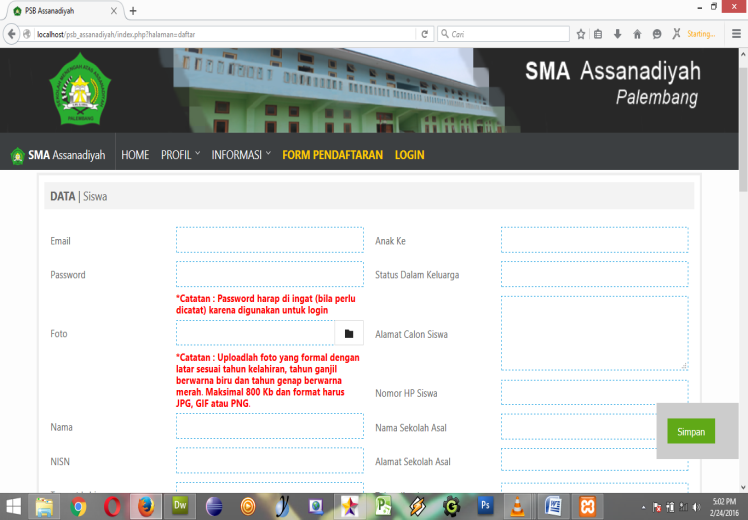 PSB Assanadiyah
localhost/psb_assanadiyah/index.php?halaman=daftar
Cari
Starting...
SMA Assanadiyah
Palembang
PALEMBANG
SMA Assanadiyah HOME PROFIL INFORMASI FORM PENDAFTARAN LOGIN
DATA | Siswa
Email
Anak Ke
Password
Status Dalam Keluarga
*Catatan : Password harap di ingat (bila perlu
dicatat) karena digunakan untuk login
Foto
Alamat Calon Siswa
*Catatan : Uploadlah foto yang formal dengan
latar sesuai tahun kelahiran, tahun ganjil
berwarna biru dan tahun genap berwarna
merah. Maksimal 800 Kb dan format harus
JPG, GIF atau PNG.
Nomor HP Siswa
Nama
Nama Sekolah Asal
Simpan
NISN
Alamat Sekolah Asal
Dw
Ps
5:02 PM
2/24/2016